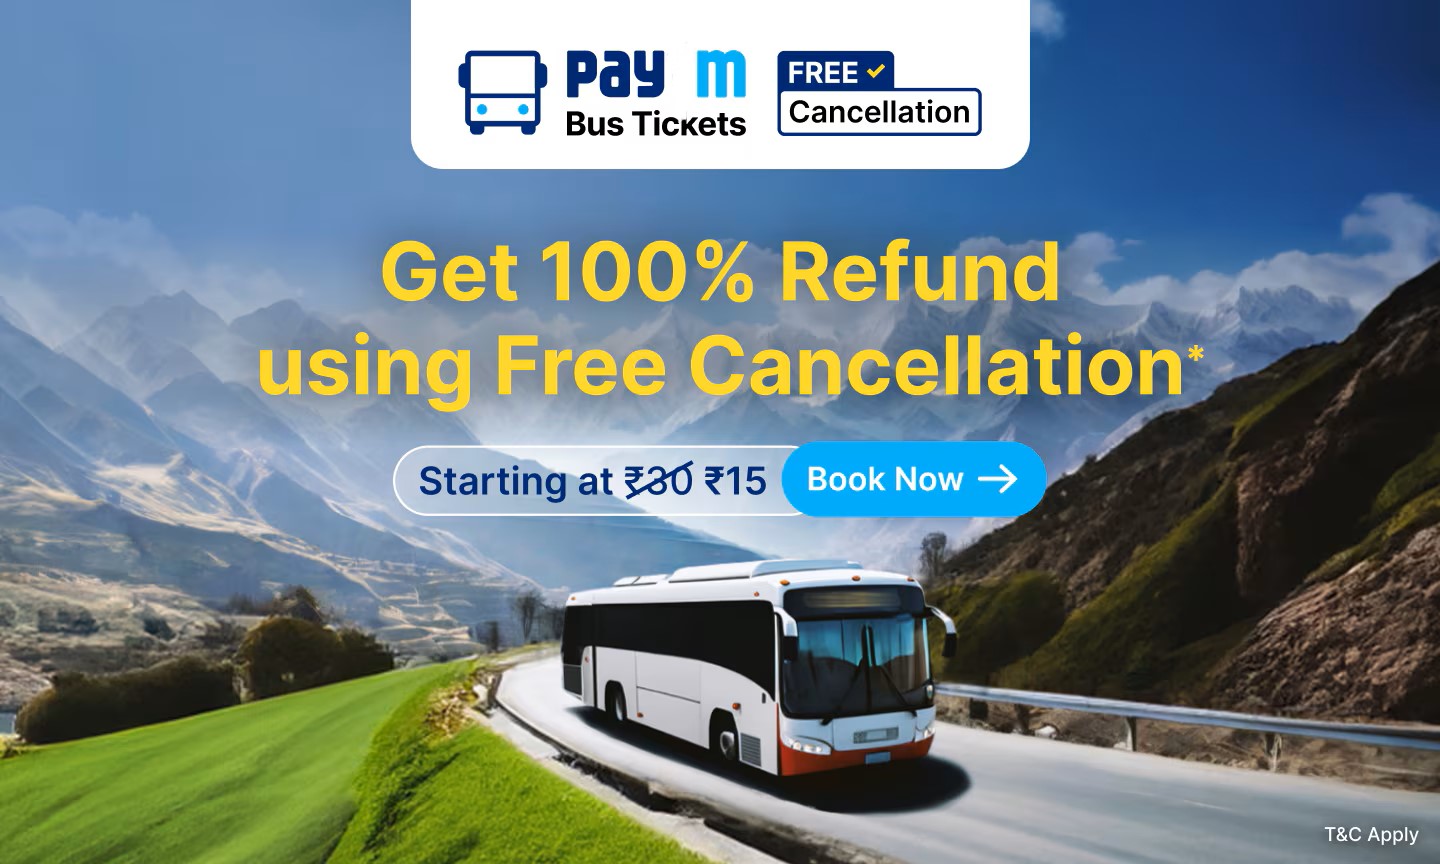 pay m
Bus Tickets
FREE
Cancellation
Get 100% Refund
using Free Cancellation*
Starting at ₹30 ₹15
Book Now →
T&C Apply